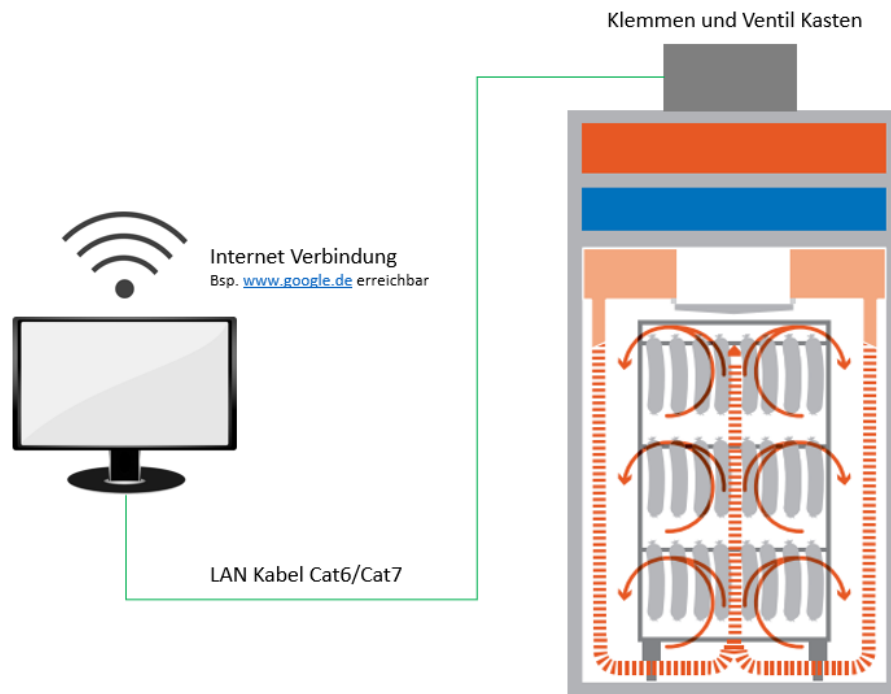 Klemmen und Ventil Kasten
Internet Verbindung
Bsp. www.google.de erreichbar
LAN Kabel Cat6/Cat7